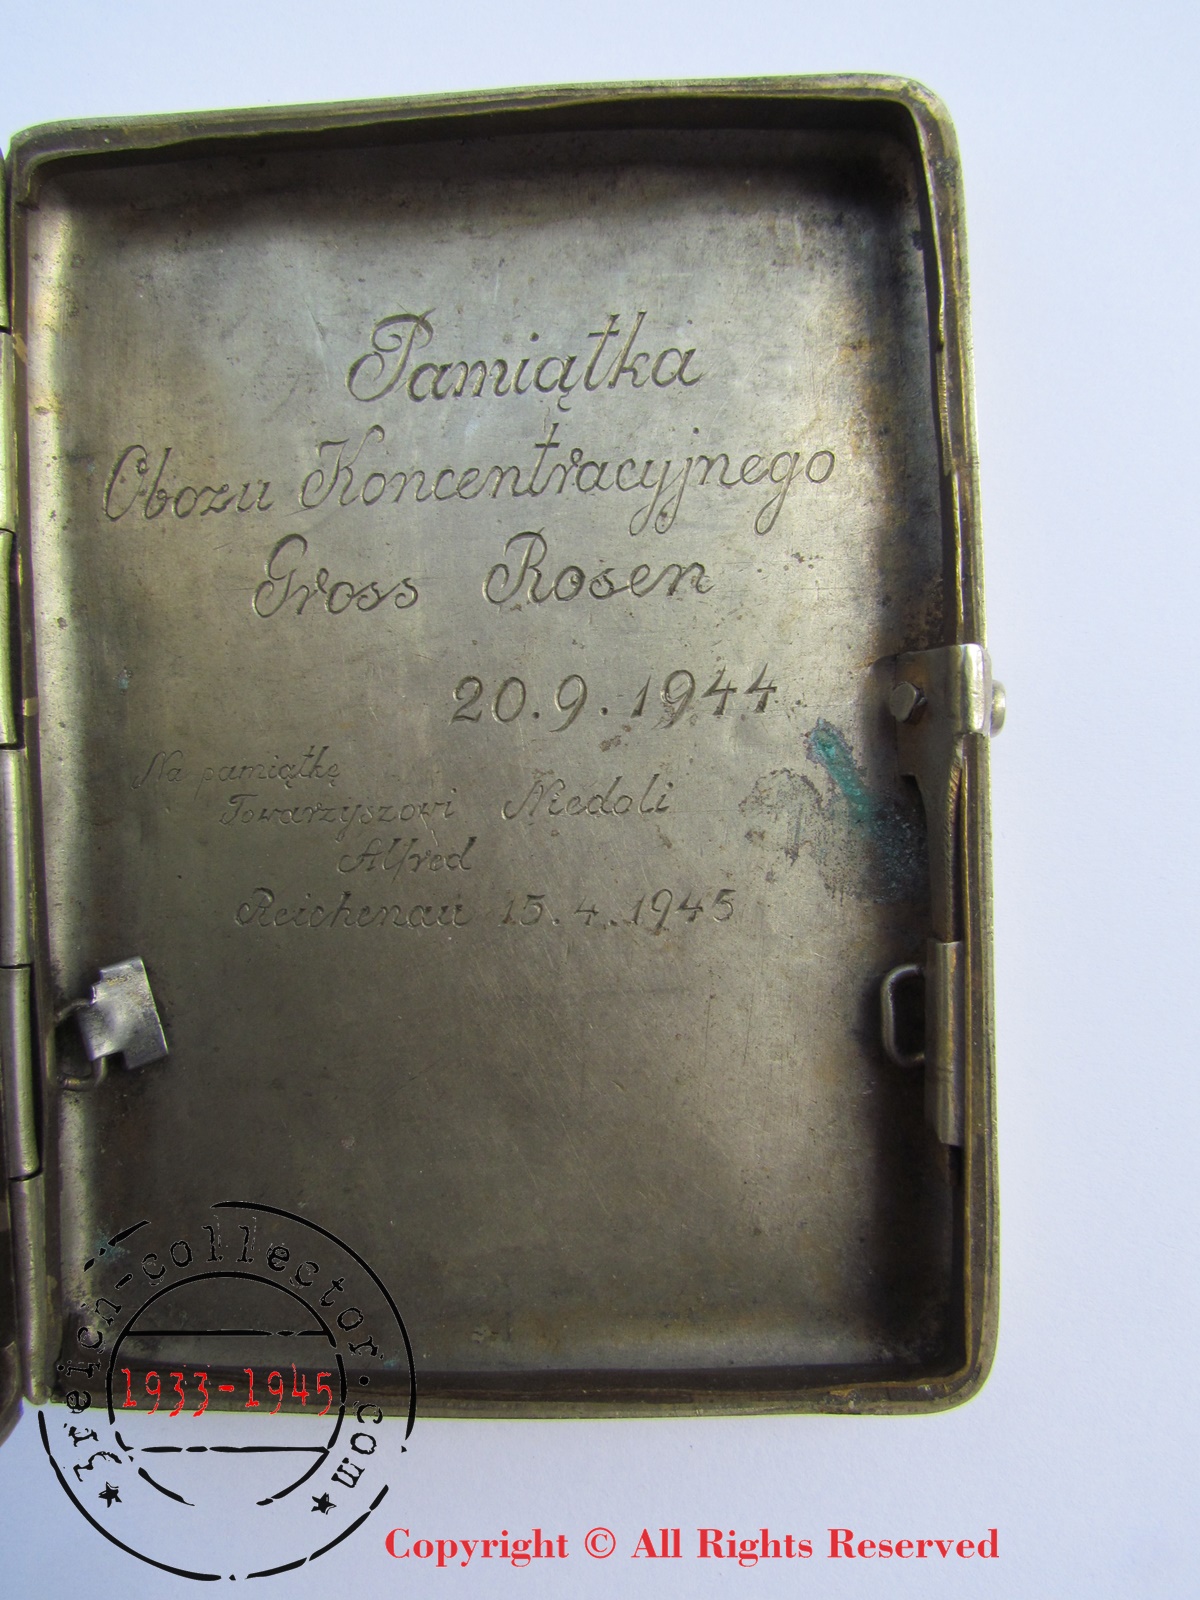 Pamiątka
Obozu Koncentracyjnego
Gross Rosen
20.9.1944
Na pamiątkę
Towarzyszowi Niedoli
Alfred
Reichenau 15.4.1945
3reich-collector.com
1933-1945
Copyright © All Rights Reserved